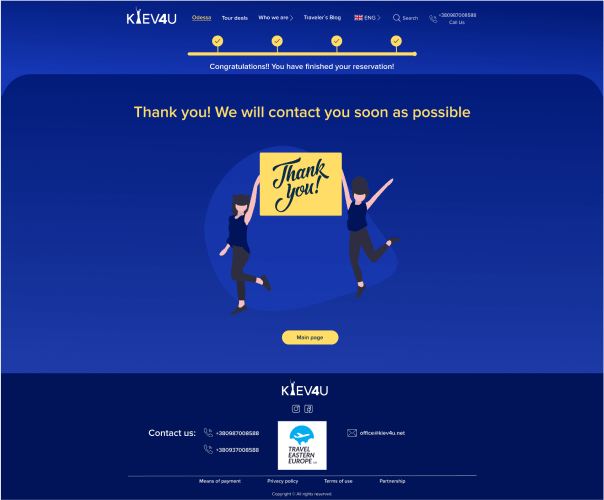 KIEV4U
Odessa
Tour deals
Who we are
Traveler`s Blog
ENG
Search
+380987008588
Call Us
Congratulations!! You have finished your reservation!
Thank you! We will contact you soon as possible
Thank
you!
Main page
KIEV4U
Contact us:
+380987008588
+380937008588
TRAVEL
EASTERN
EUROPE
office@kiev4u.net
Means of payment
Privacy policy
Terms of use
Partnership
Copyright © All rights reserved